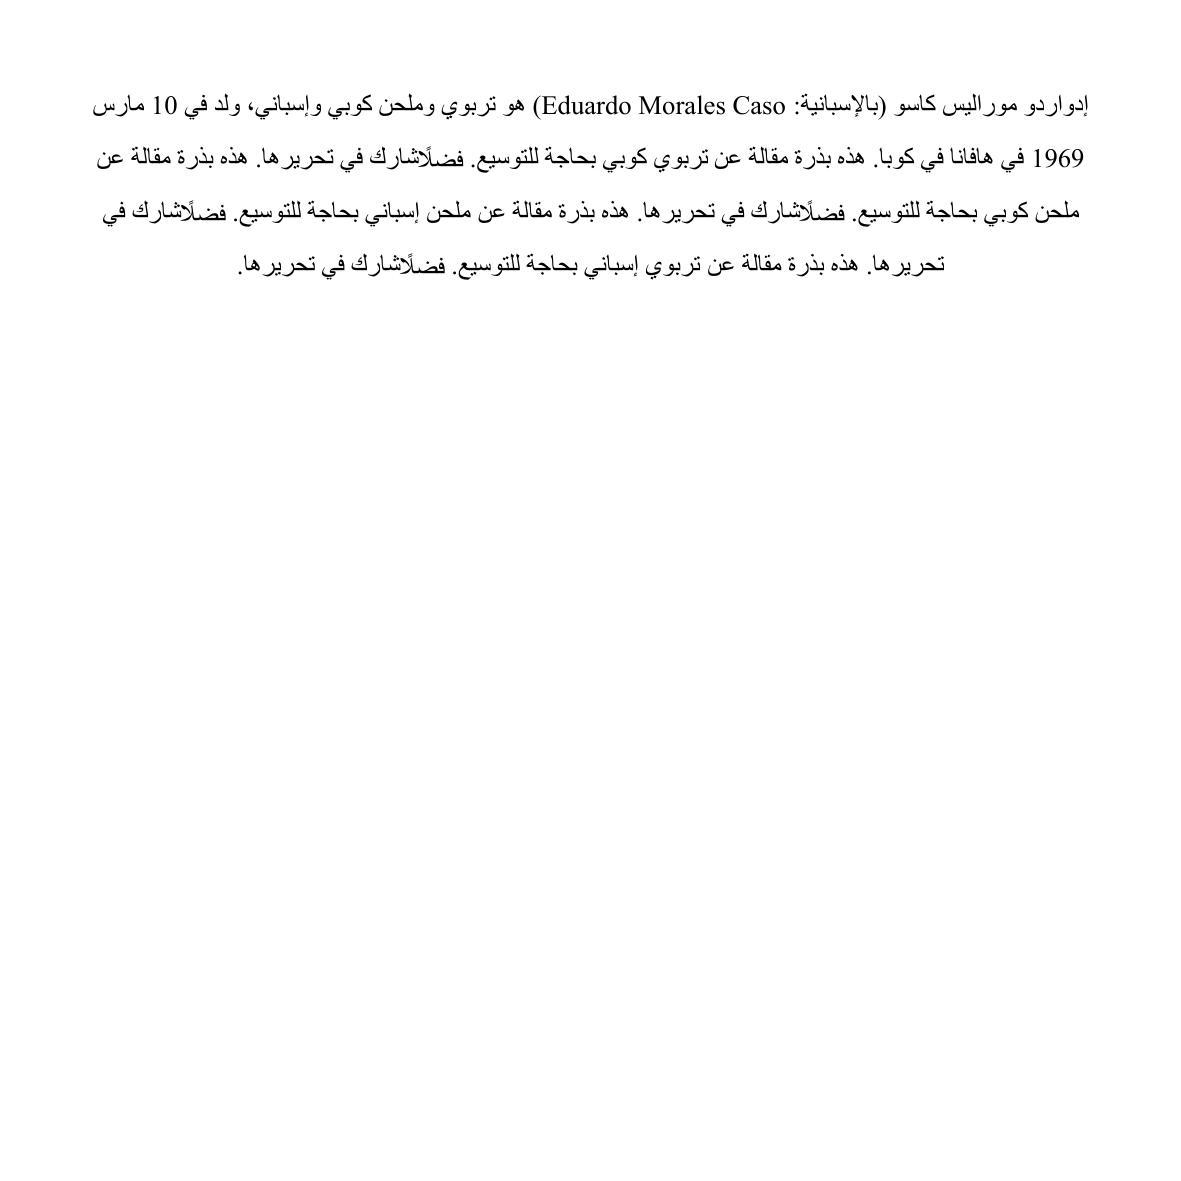 إدواردو موراليس كاسو (بالإسبانية: Eduardo Morales Caso) هو تربوي وملحن كوبي وإسباني، ولد في 10 مارس
1969 في هافانا في كوبا. هذه بذرة مقالة عن تربوي كوبي بحاجة للتوسيع. فضلًاشارك في تحريرها. هذه بذرة مقالة عن
ملحن كوبي بحاجة للتوسيع. فضلًاشارك في تحريرها. هذه بذرة مقالة عن ملحن إسباني بحاجة للتوسيع. فضلًاشارك في
تحريرها. هذه بذرة مقالة عن تربوي إسباني بحاجة للتوسيع. فضلًاشارك في تحريرها.